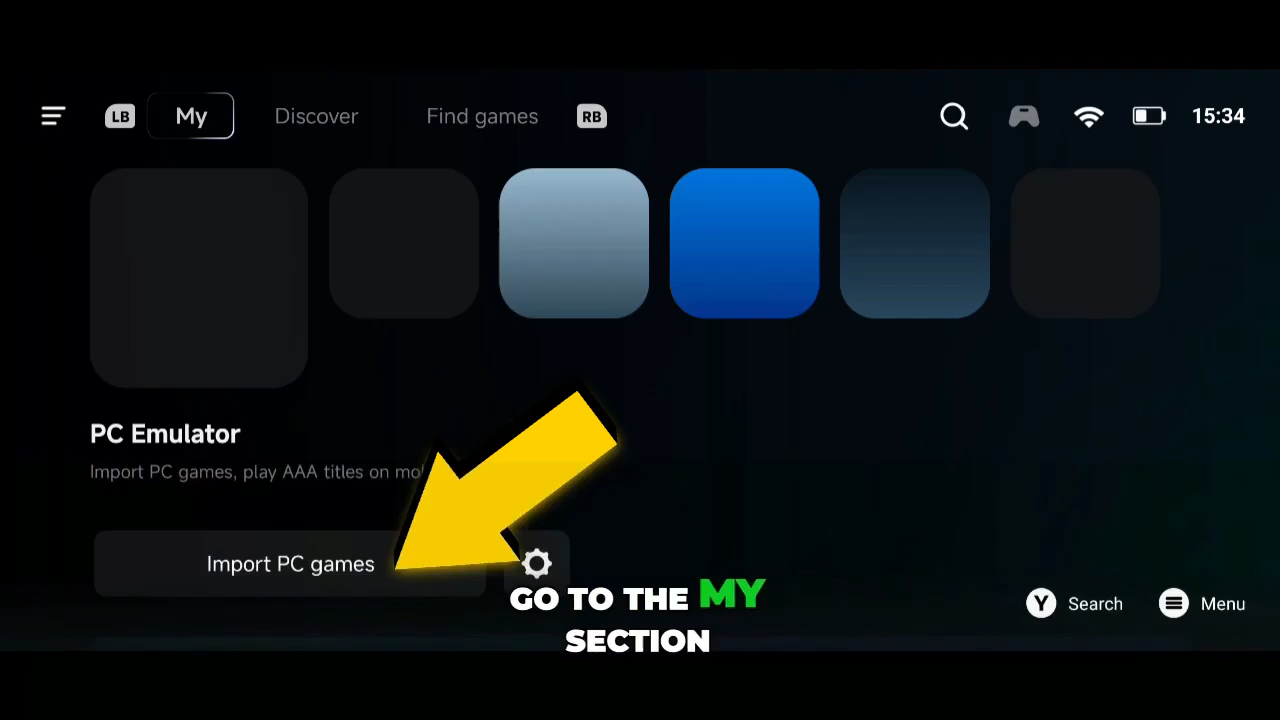 LB My Discover Find games RB 15:34
PC Emulator
Import PC games, play AAA titles on mo
Import PC games
GO TO THE MY
SECTION
Y Search Menu